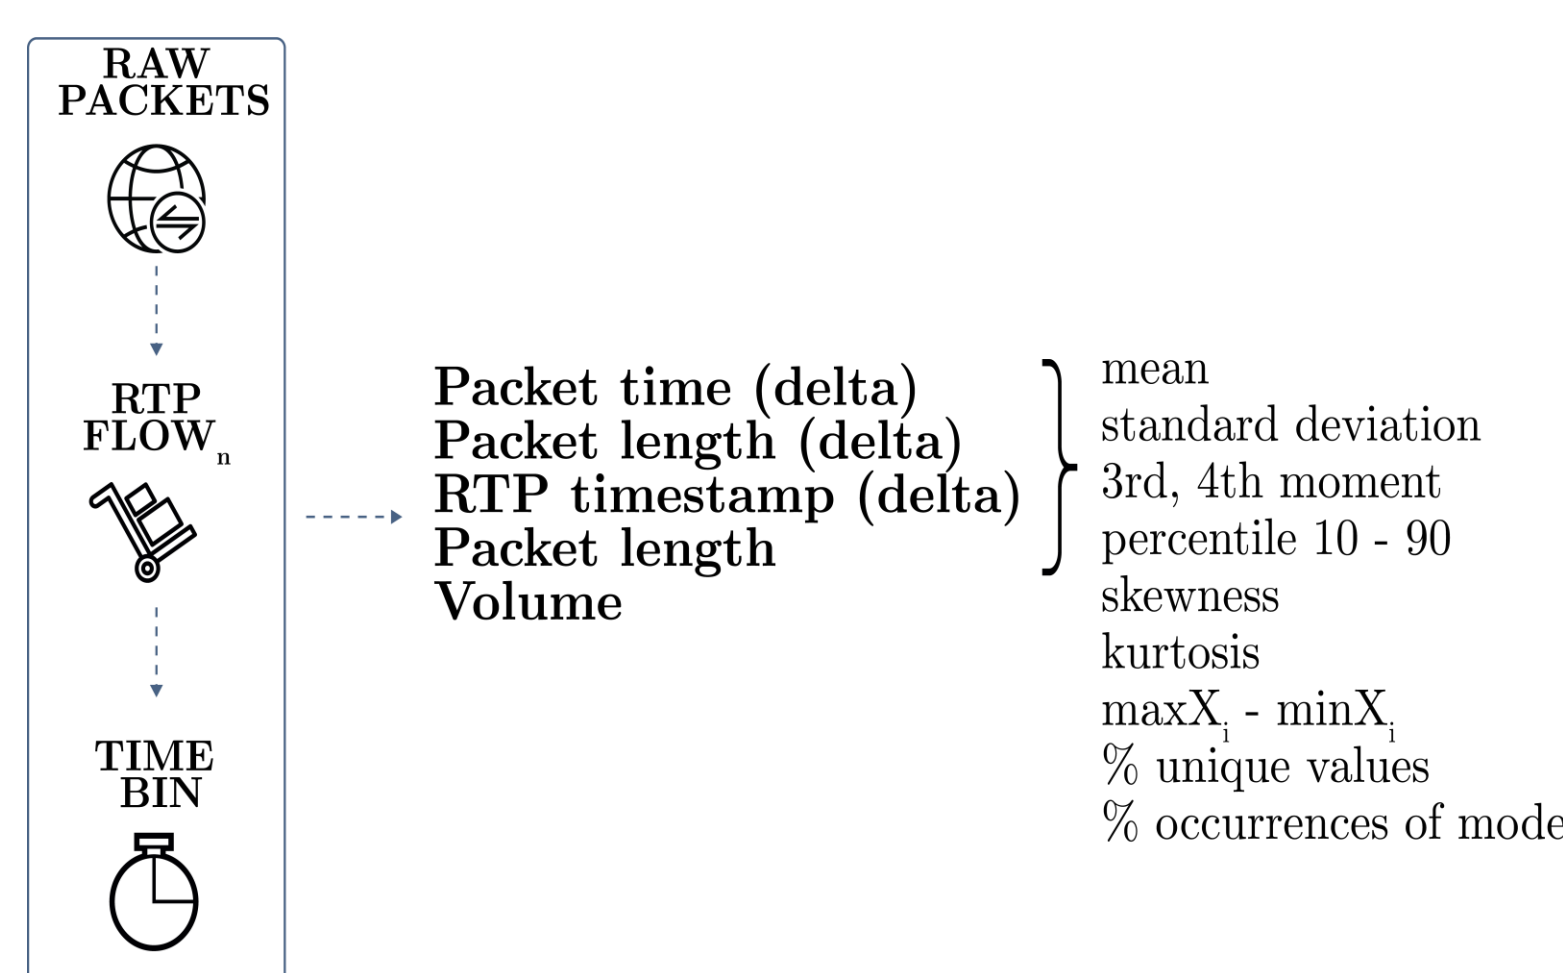 RAW
PACKETS
RTP
FLOWn
TIME
BIN
Packet time (delta)
Packet length (delta)
RTP timestamp (delta)
Packet length
Volume
mean
standard deviation
3rd, 4th moment
percentile 10 - 90
skewness
kurtosis
maxXi - minXi
% unique values
% occurrences of mode